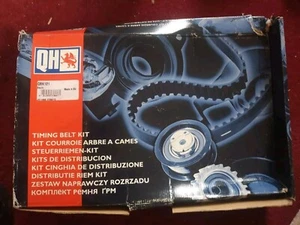 QH
TIMING BELT KIT
KIT COURROIE ARBRE A CAMES
STEUERRIEMEN-KIT
KITS DE DISTRIBUCION
KIT CINGHIA DE DISTRIBUZIONE
DISTRIBUTIE RIEM KIT
ZESTAW NAPRAWCZY ROZRZADU
КОМПЛЕКТ РЕМНЯ ГРМ